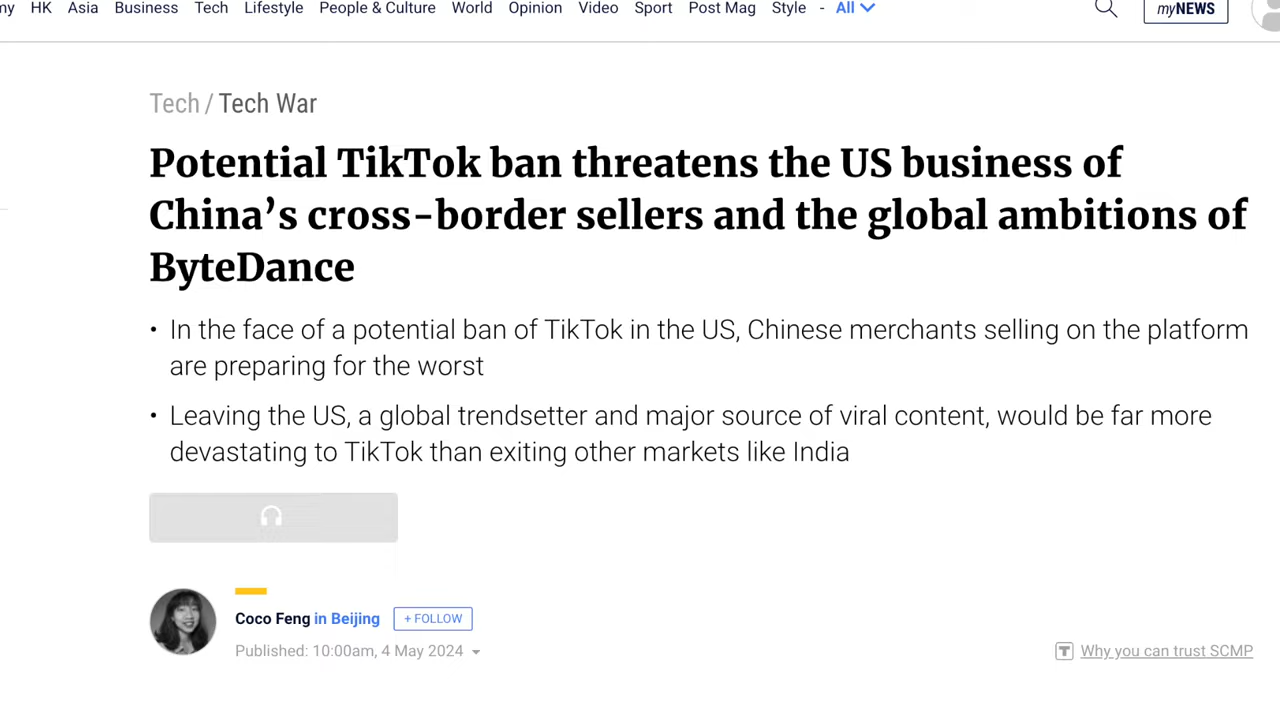 HK Asia Business Tech Lifestyle People & Culture World Opinion Video Sport Post Mag Style - All myNEWS
Tech / Tech War
Potential TikTok ban threatens the US business of
China’s cross-border sellers and the global ambitions of
ByteDance
• In the face of a potential ban of TikTok in the US, Chinese merchants selling on the platform
are preparing for the worst
• Leaving the US, a global trendsetter and major source of viral content, would be far more
devastating to TikTok than exiting other markets like India
Coco Feng in Beijing + FOLLOW
Published: 10:00am, 4 May 2024
T Why you can trust SCMP